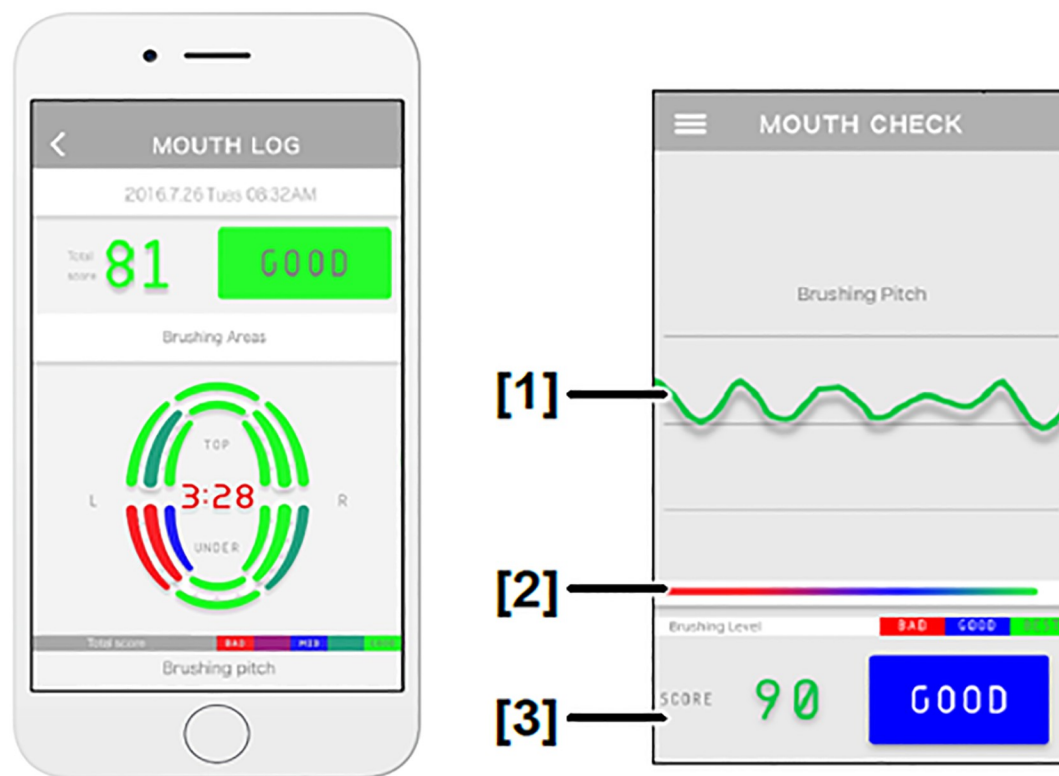 MOUTH LOG
2016.7.26 Tues 08:32AM
Total
score
81
GOOD
Brushing Areas
TOP
L
3:28
R
UNDER
Total score
BAD
MID
Brushing pitch
[1]
[2]
[3]
MOUTH CHECK
Brushing Pitch
Brushing Level
BAD
GOOD
SCORE
90
GOOD